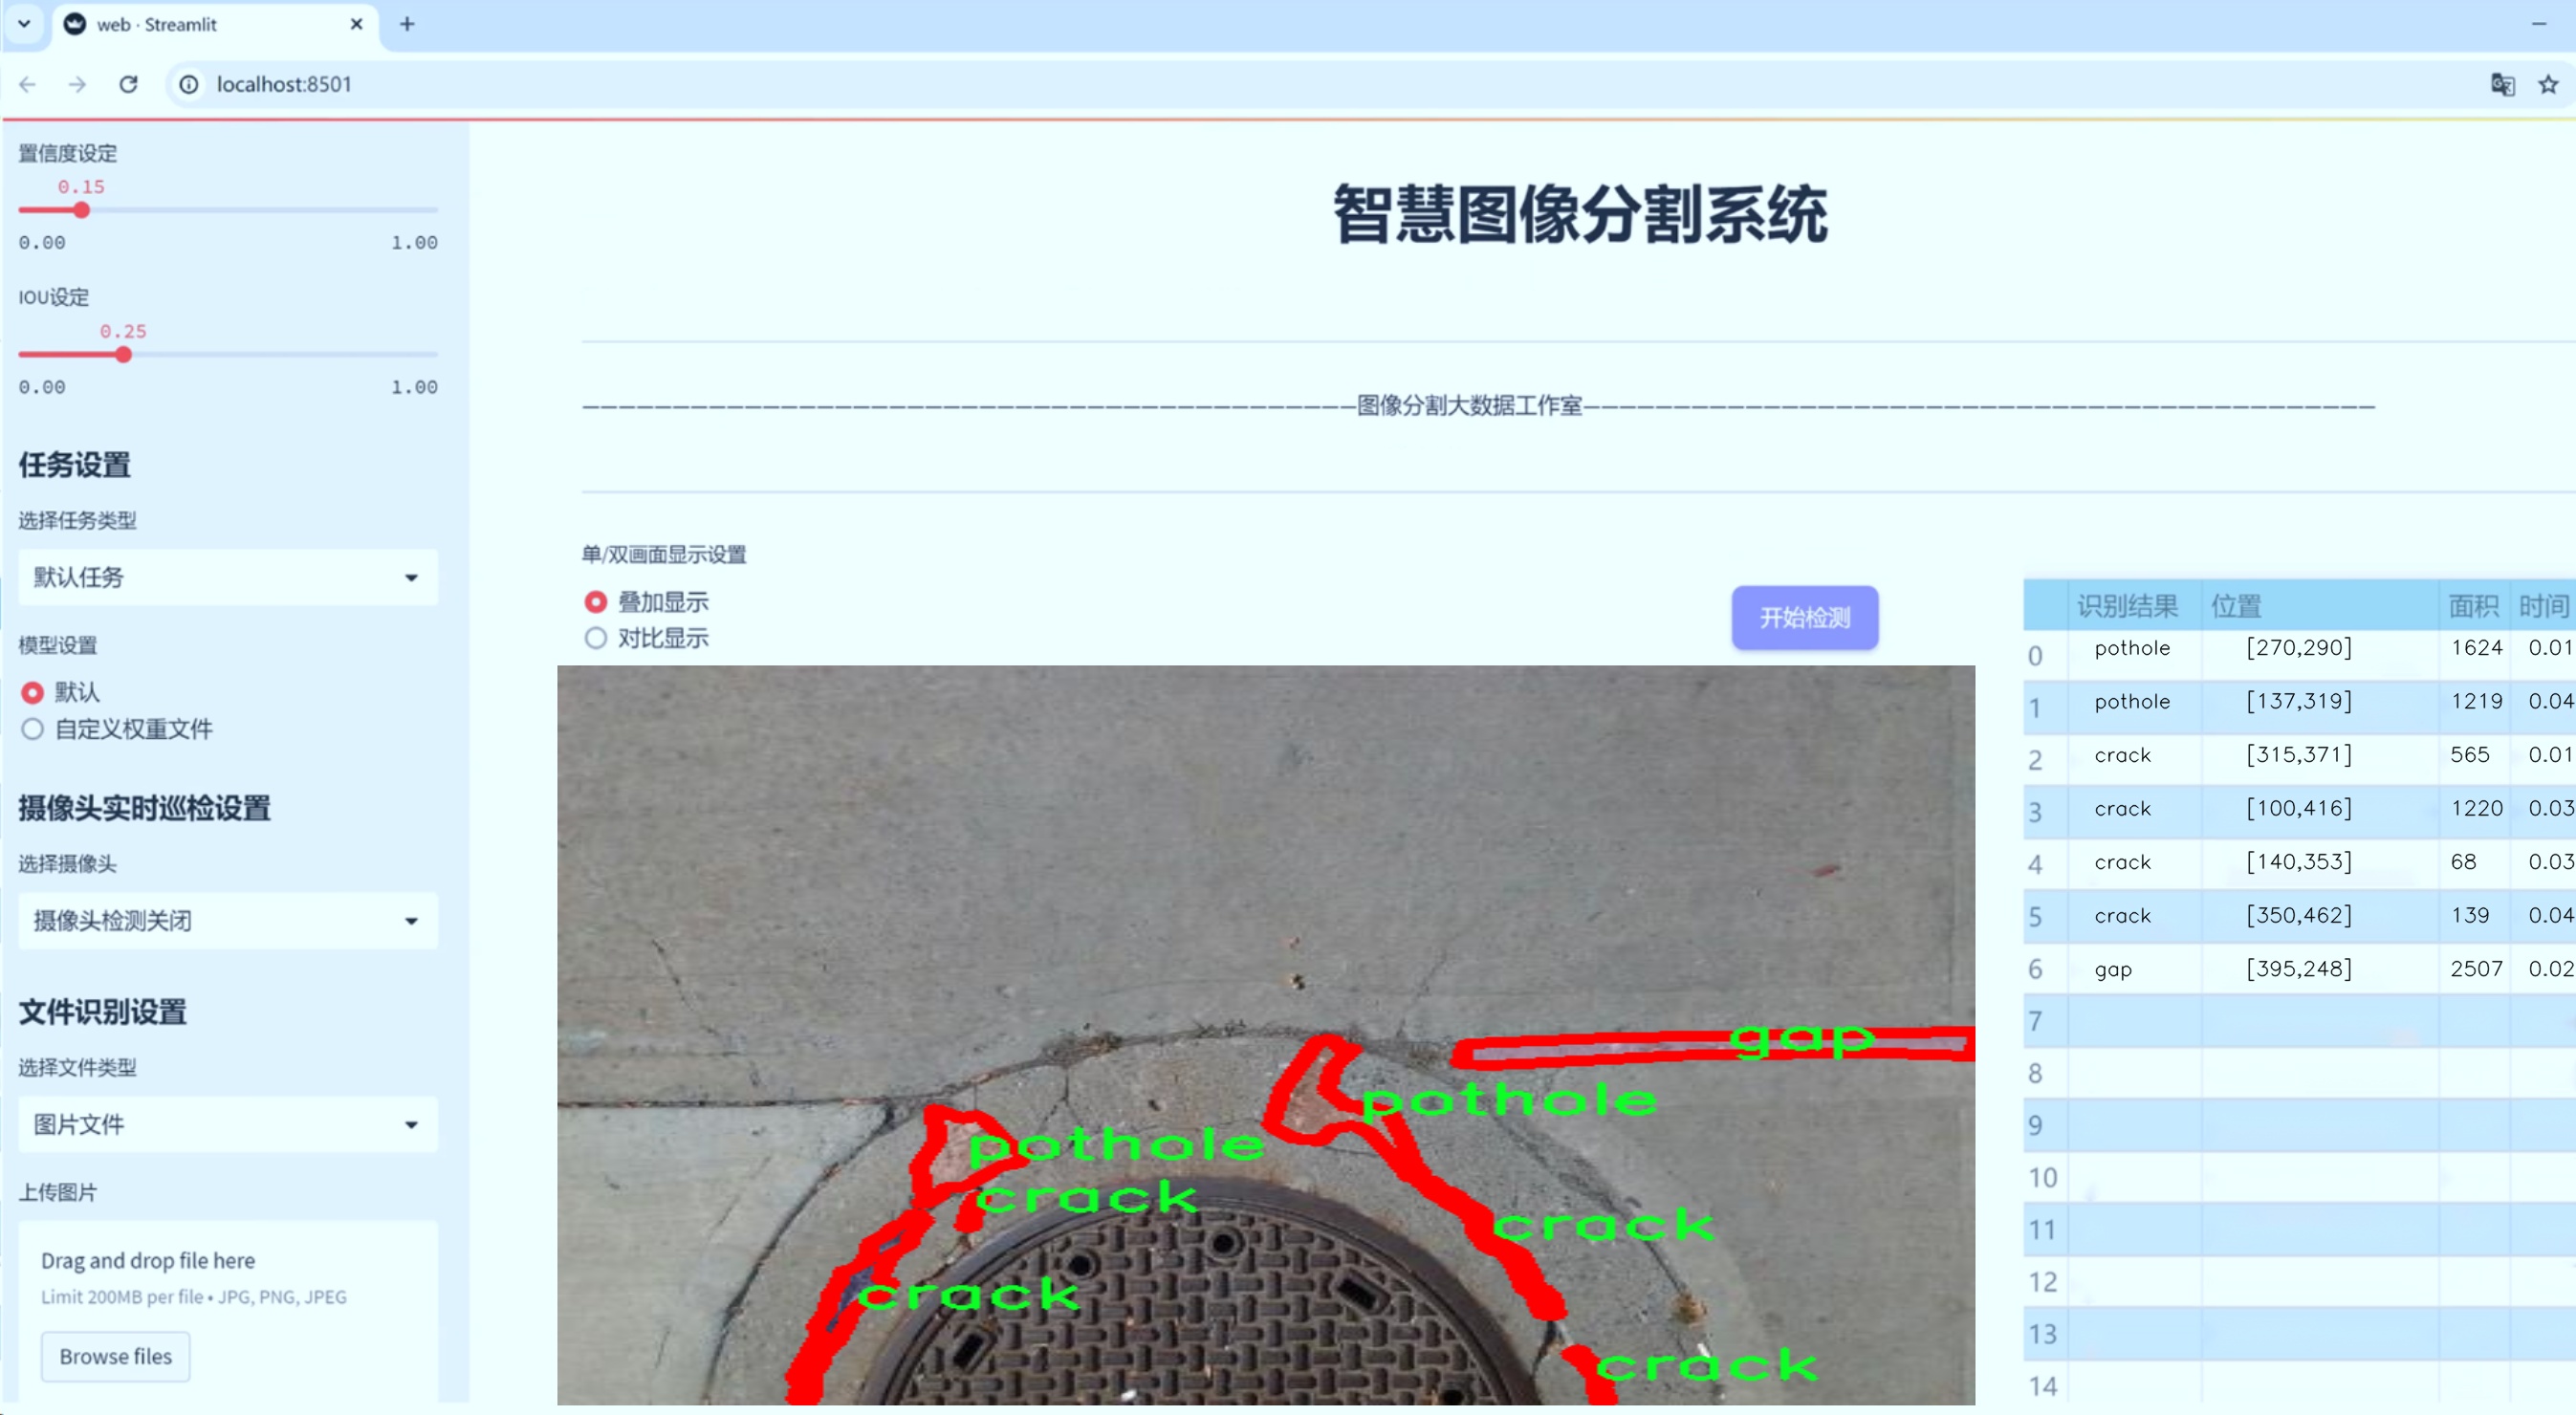 web · Streamlit
localhost:8501
置信度设定
0.15
0.00 1.00
IOU设定
0.25
0.00 1.00
任务设置
选择任务类型
默认任务
模型设置
默认
自定义权重文件
摄像头实时巡检设置
选择摄像头
摄像头检测关闭
文件识别设置
选择文件类型
图片文件
上传图片
Drag and drop file here
Limit 200MB per file • JPG, PNG, JPEG
Browse files
智慧图像分割系统
图像分割大数据工作室
单/双画面显示设置
叠加显示
对比显示
开始检测
gap
pothole
pothole
crack
crack
crack
crack
识别结果 位置 面积 时间
0 pothole [270,290] 1624 0.01
1 pothole [137,319] 1219 0.04
2 crack [315,371] 565 0.01
3 crack [100,416] 1220 0.03
4 crack [140,353] 68 0.03
5 crack [350,462] 139 0.04
6 gap [395,248] 2507 0.02
7
8
9
10
11
12
13
14